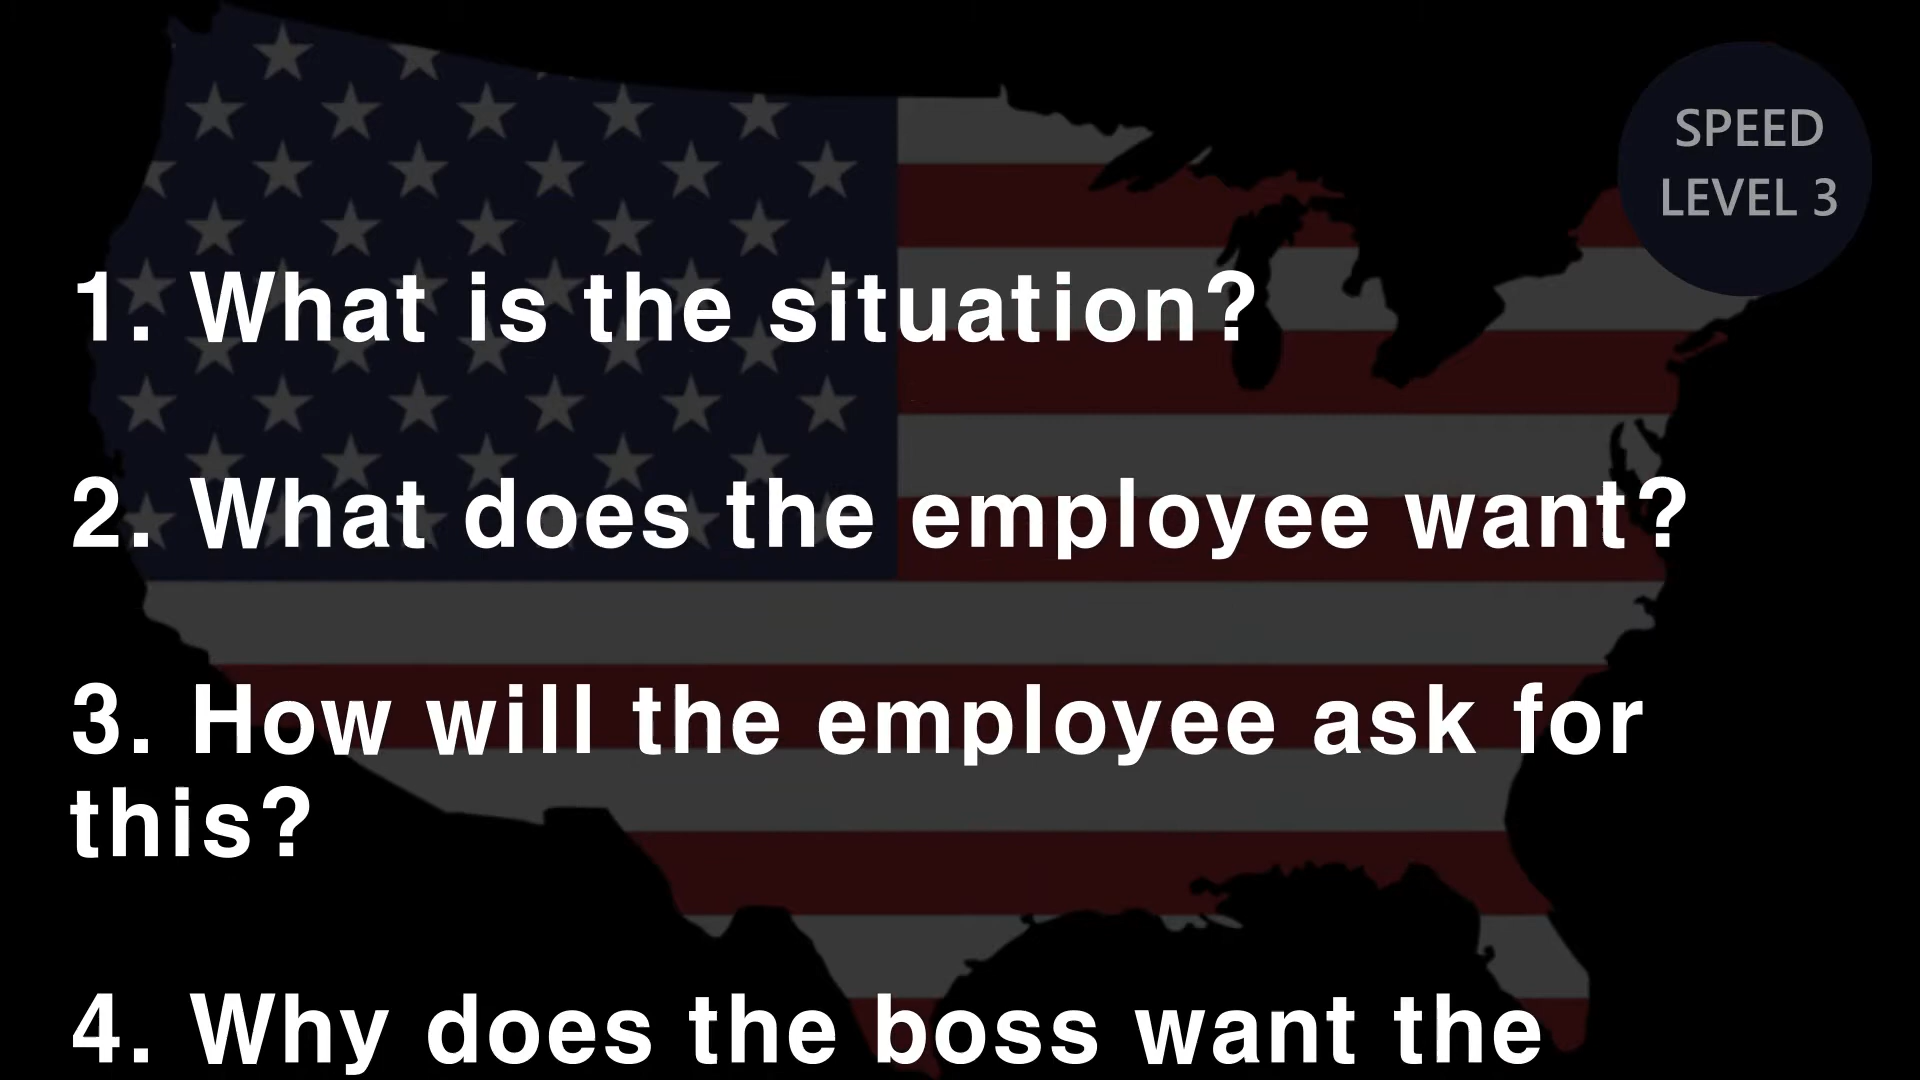 SPEED
LEVEL 3
1. What is the situation?
2. What does the employee want?
3. How will the employee ask for
this?
4. Why does the boss want the